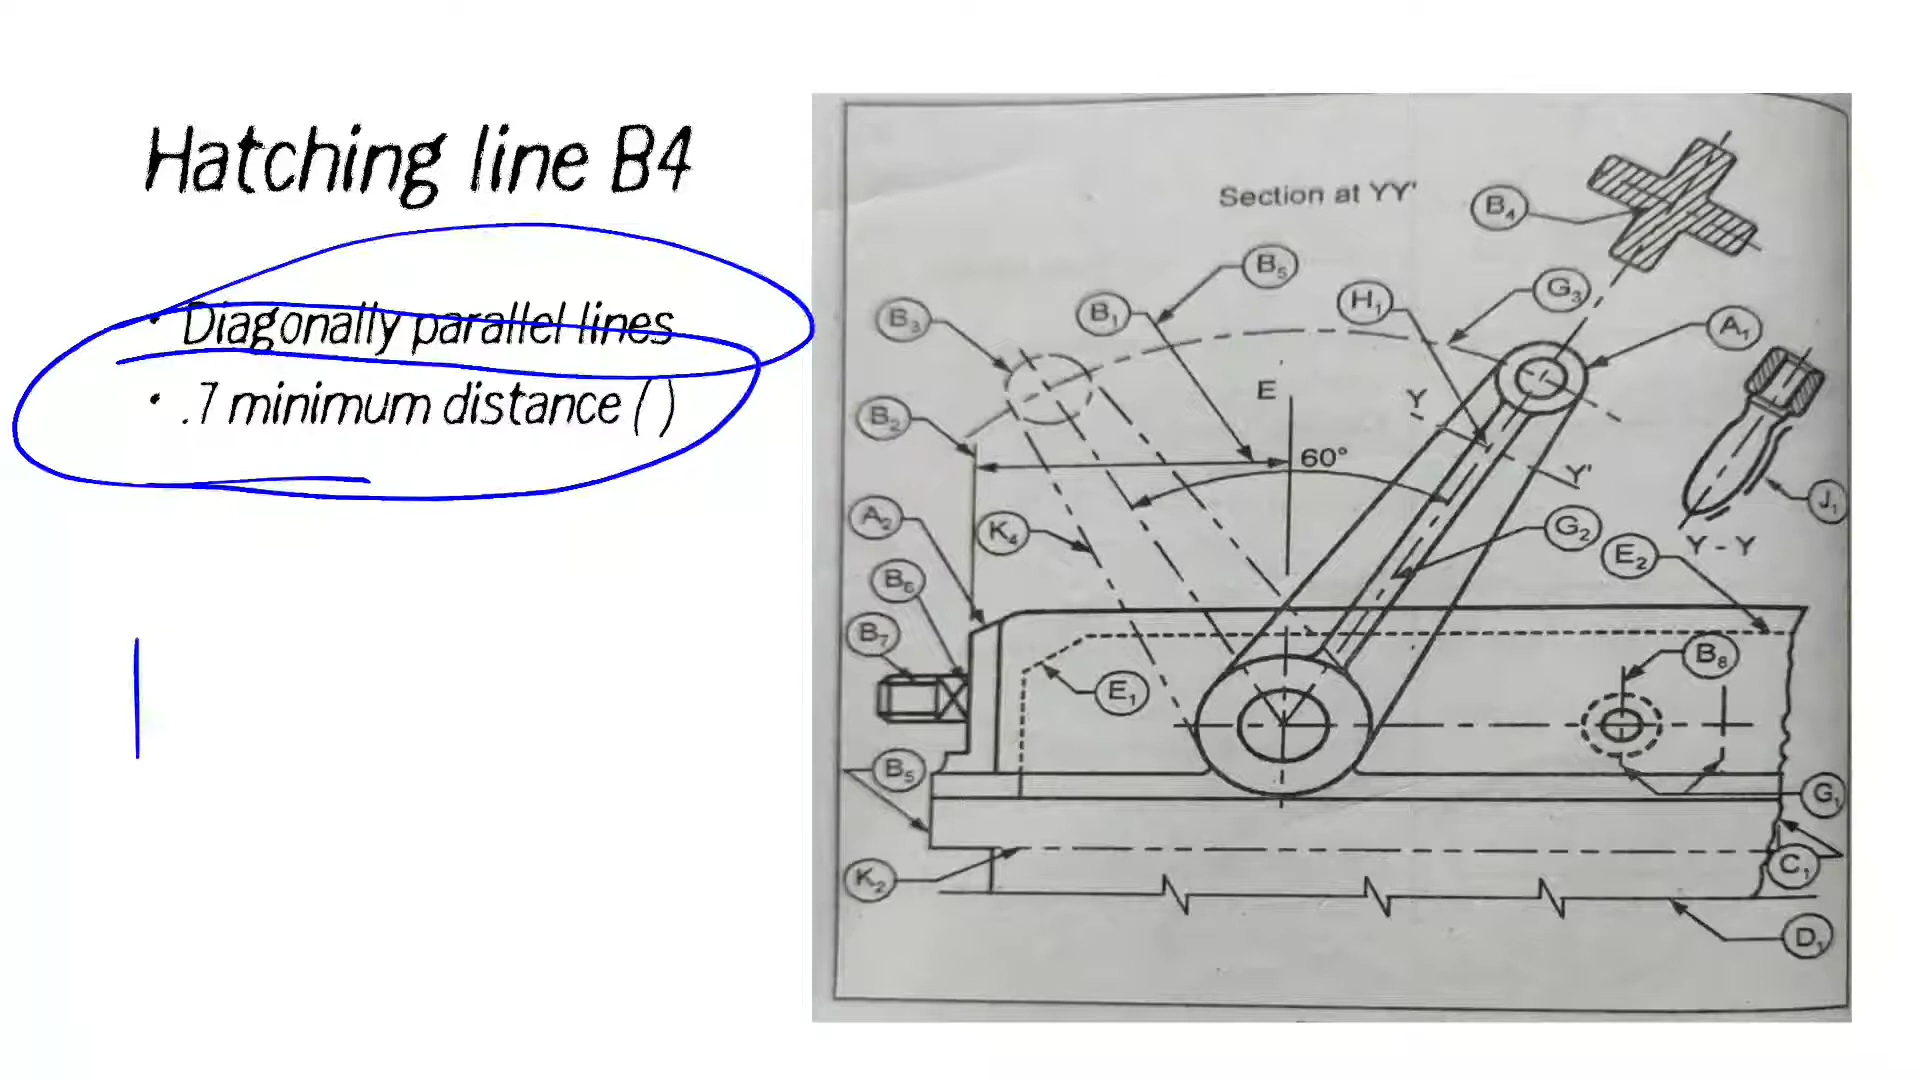 Hatching line B4
• Diagonally parallel lines
• .7 minimum distance ( )
Section at YY'
B4
B5
B3
B1
H1
G3
A1
E
Y
B2
60°
Y'
A2
K4
G2
J1
E2
Y - Y
B6
B7
B8
E1
B5
G1
K2
C1
D1